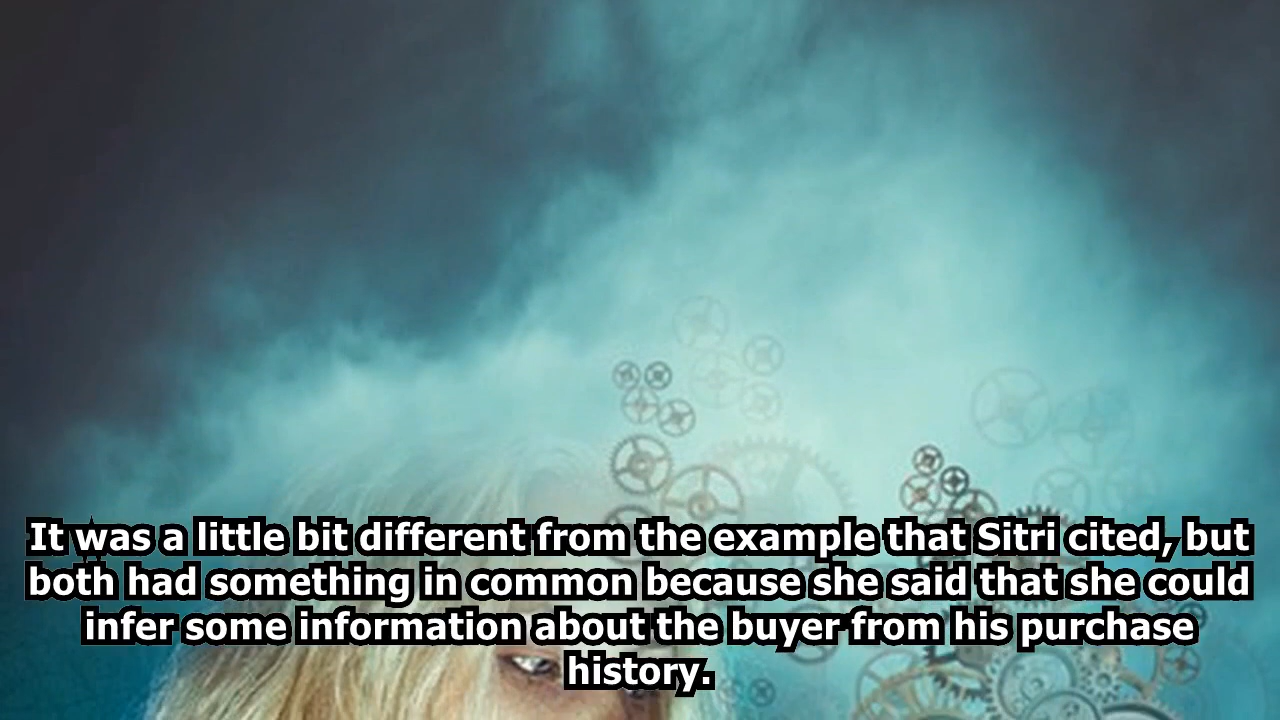 It was a little bit different from the example that Sitri cited, but
both had something in common because she said that she could
infer some information about the buyer from his purchase
history.